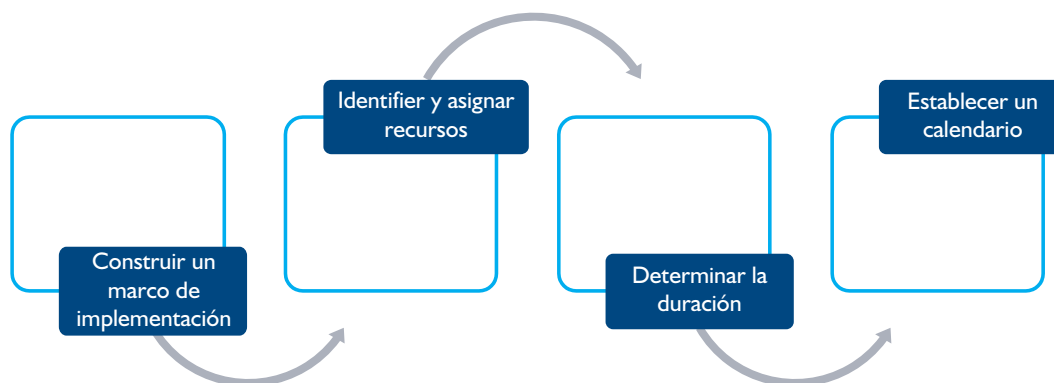 Construir un
marco de
implementación
Identifier y asignar
recursos
Determinar la
duración
Establecer un
calendario